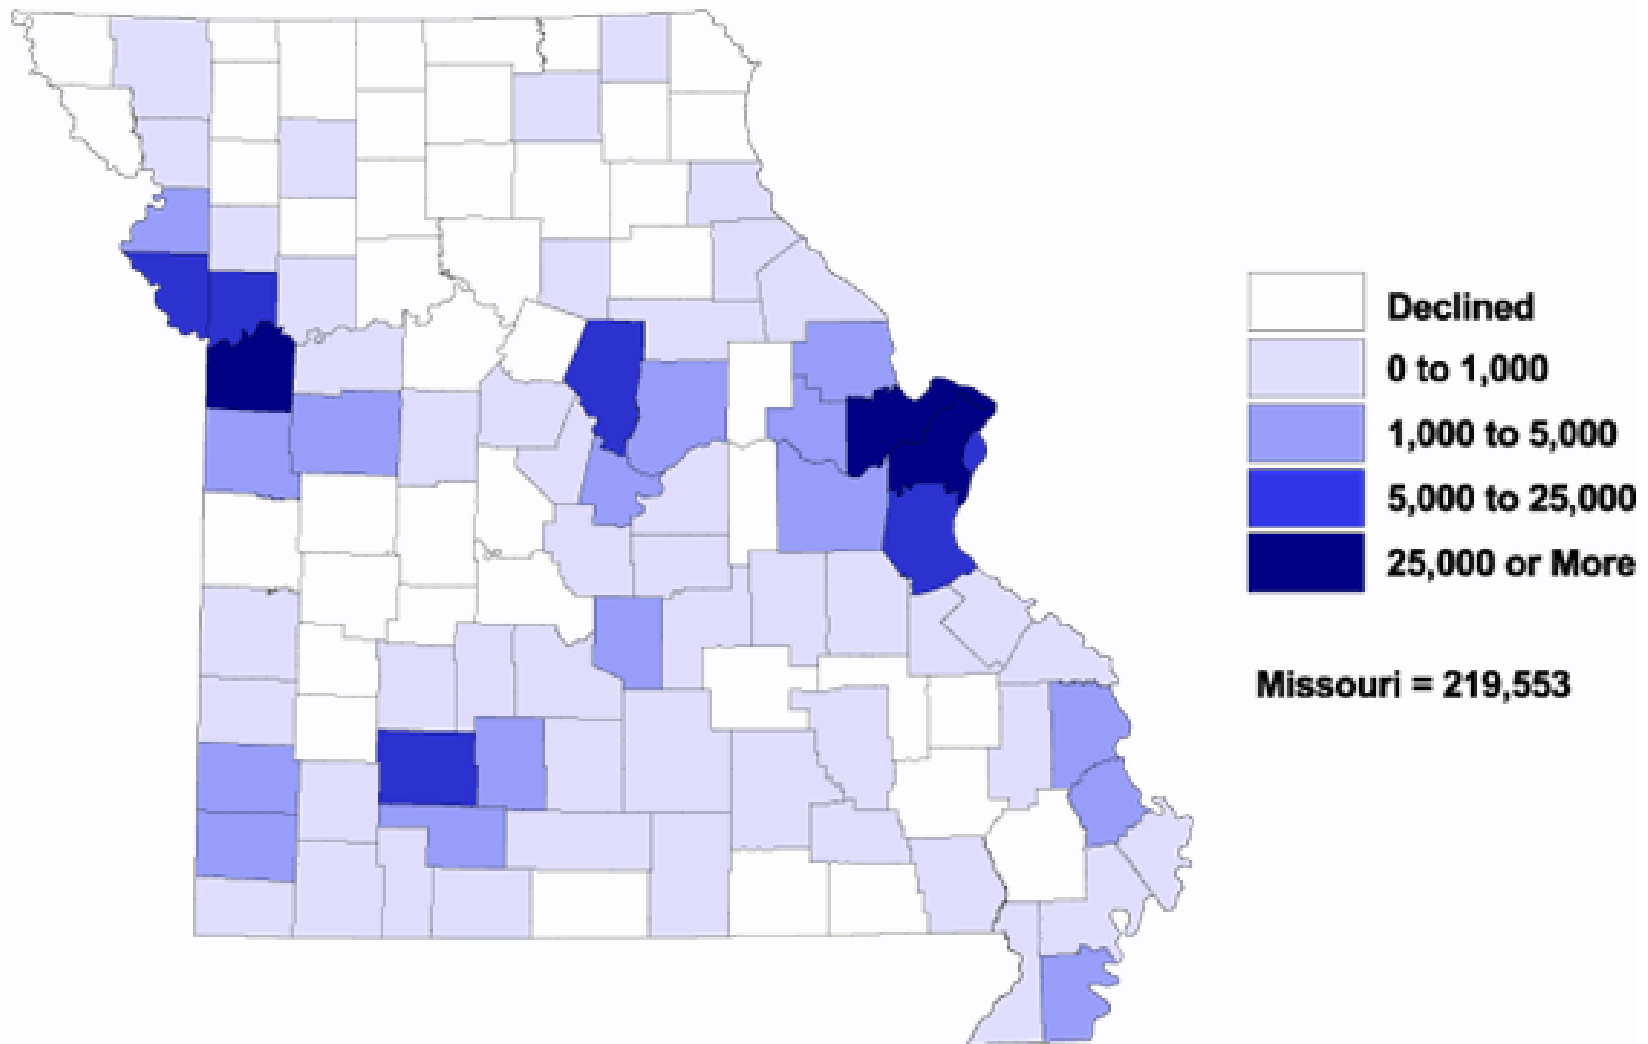 Declined
0 to 1,000
1,000 to 5,000
5,000 to 25,000
25,000 or More
Missouri = 219,553